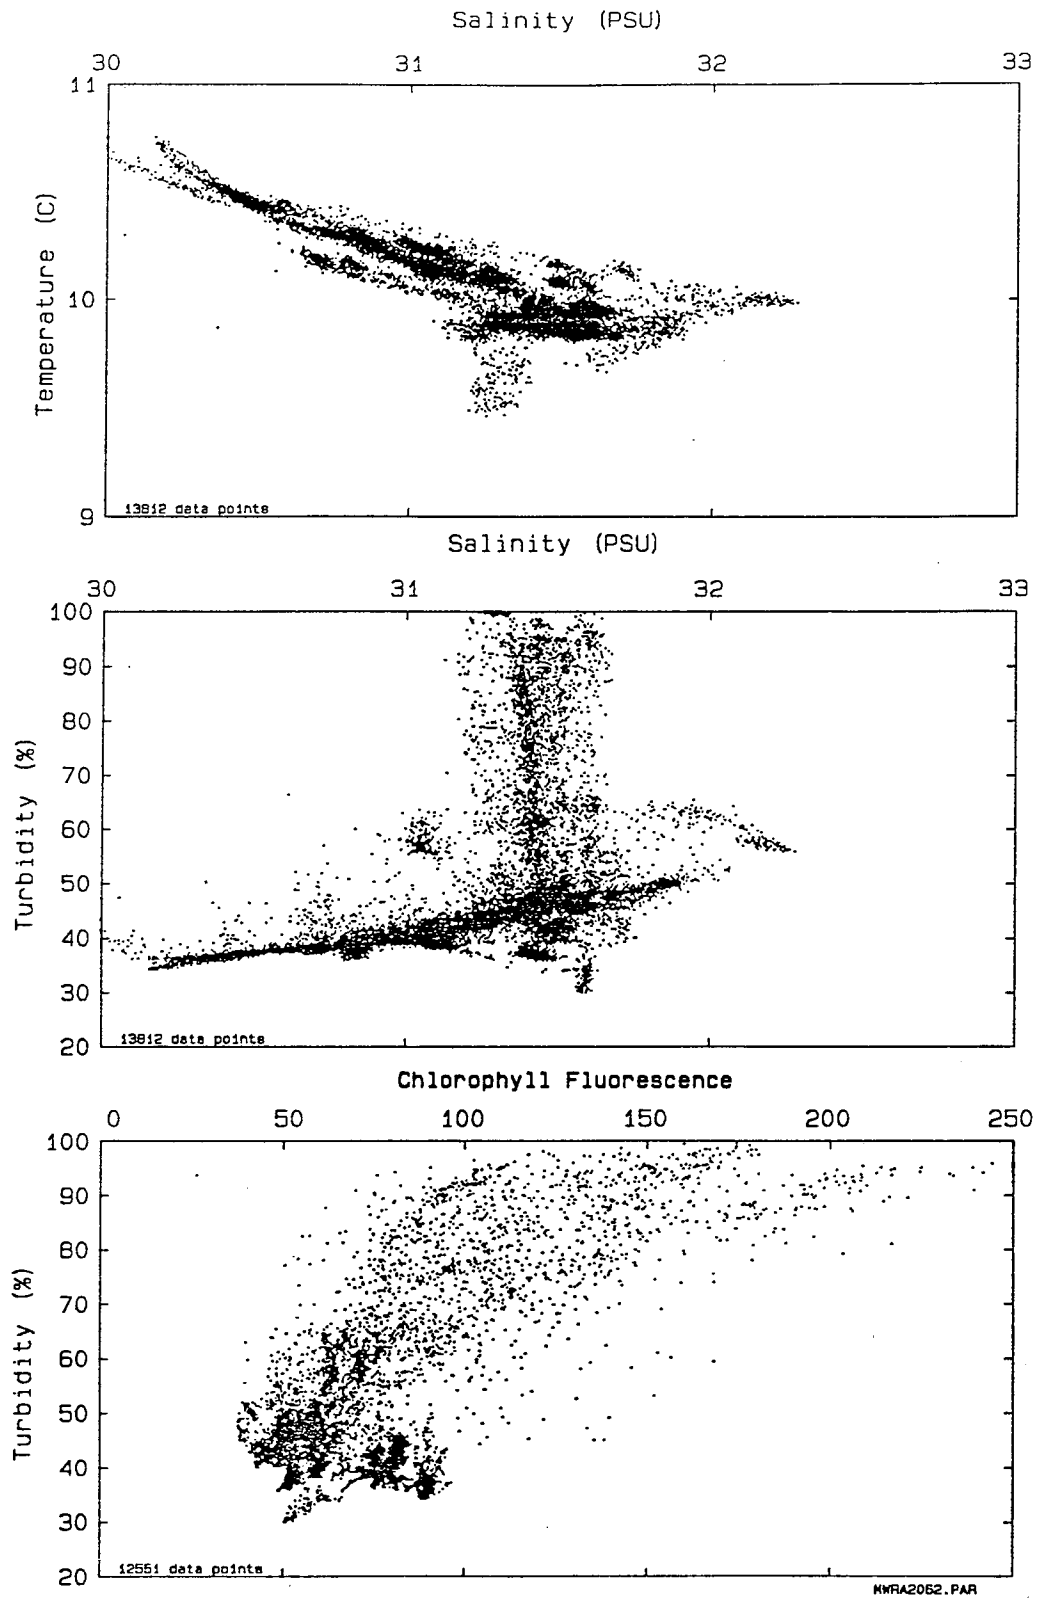 Salinity (PSU)
30 31 32 33
11
10
9
Temperature (C)
13812 data points
Salinity (PSU)
30 31 32 33
100
90
80
70
60
50
40
30
20
Turbidity (%)
13812 data points
Chlorophyll Fluorescence
0 50 100 150 200 250
100
90
80
70
60
50
40
30
20
Turbidity (%)
12551 data points
MWRA2062.PAR